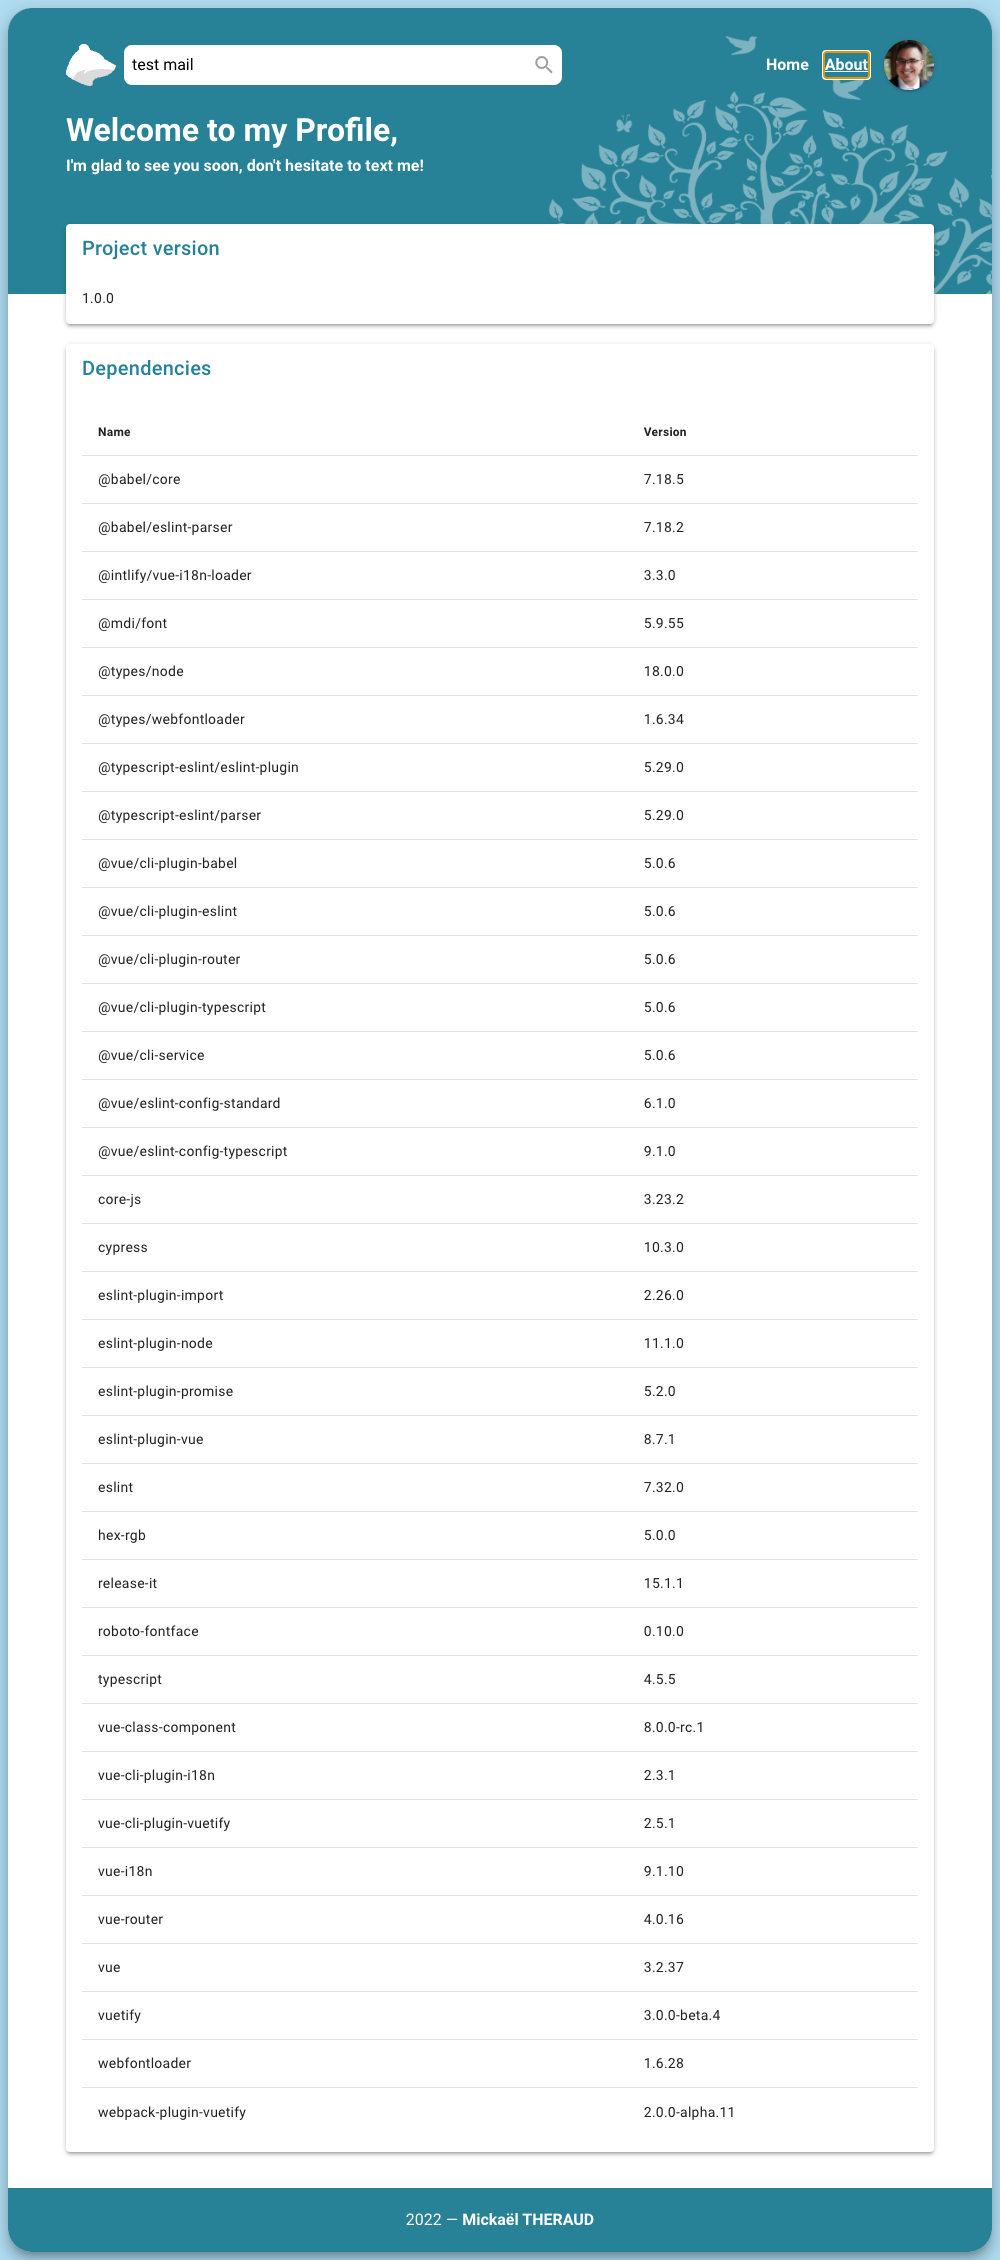 test mail
Home About
Welcome to my Profile,
I'm glad to see you soon, don't hesitate to text me!
Project version
1.0.0
Dependencies
Name Version
@babel/core 7.18.5
@babel/eslint-parser 7.18.2
@intlify/vue-i18n-loader 3.3.0
@mdi/font 5.9.55
@types/node 18.0.0
@types/webfontloader 1.6.34
@typescript-eslint/eslint-plugin 5.29.0
@typescript-eslint/parser 5.29.0
@vue/cli-plugin-babel 5.0.6
@vue/cli-plugin-eslint 5.0.6
@vue/cli-plugin-router 5.0.6
@vue/cli-plugin-typescript 5.0.6
@vue/cli-service 5.0.6
@vue/eslint-config-standard 6.1.0
@vue/eslint-config-typescript 9.1.0
core-js 3.23.2
cypress 10.3.0
eslint-plugin-import 2.26.0
eslint-plugin-node 11.1.0
eslint-plugin-promise 5.2.0
eslint-plugin-vue 8.7.1
eslint 7.32.0
hex-rgb 5.0.0
release-it 15.1.1
roboto-fontface 0.10.0
typescript 4.5.5
vue-class-component 8.0.0-rc.1
vue-cli-plugin-i18n 2.3.1
vue-cli-plugin-vuetify 2.5.1
vue-i18n 9.1.10
vue-router 4.0.16
vue 3.2.37
vuetify 3.0.0-beta.4
webfontloader 1.6.28
webpack-plugin-vuetify 2.0.0-alpha.11
2022 — Mickaël THERAUD